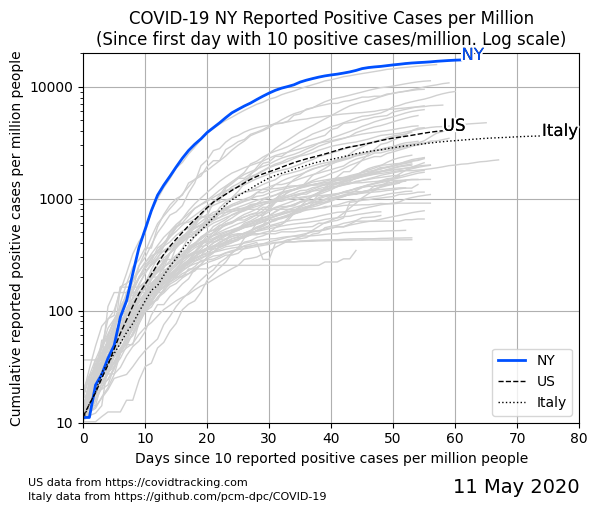 COVID-19 NY Reported Positive Cases per Million
(Since first day with 10 positive cases/million. Log scale)
Cumulative reported positive cases per million people
10000
1000
100
10
NY
US
Italy
NY
US
Italy
0 10 20 30 40 50 60 70 80
Days since 10 reported positive cases per million people
US data from https://covidtracking.com
Italy data from https://github.com/pcm-dpc/COVID-19
11 May 2020